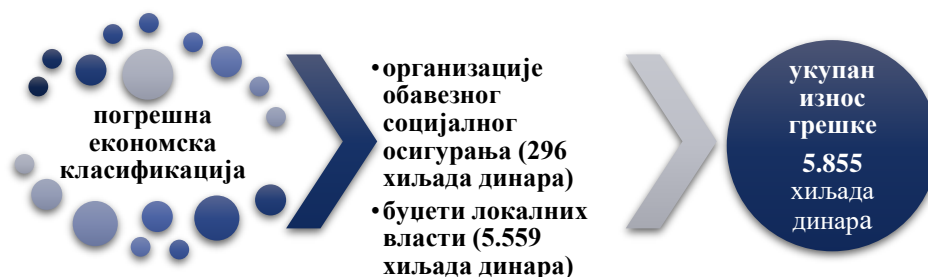 погрешна
економска
класификација
•организације
обавезног
социјалног
осигурања (296
хиљада динара)
•буџети локалних
власти (5.559
хиљада динара)
укупан
износ
грешке
5.855
хиљада
динара